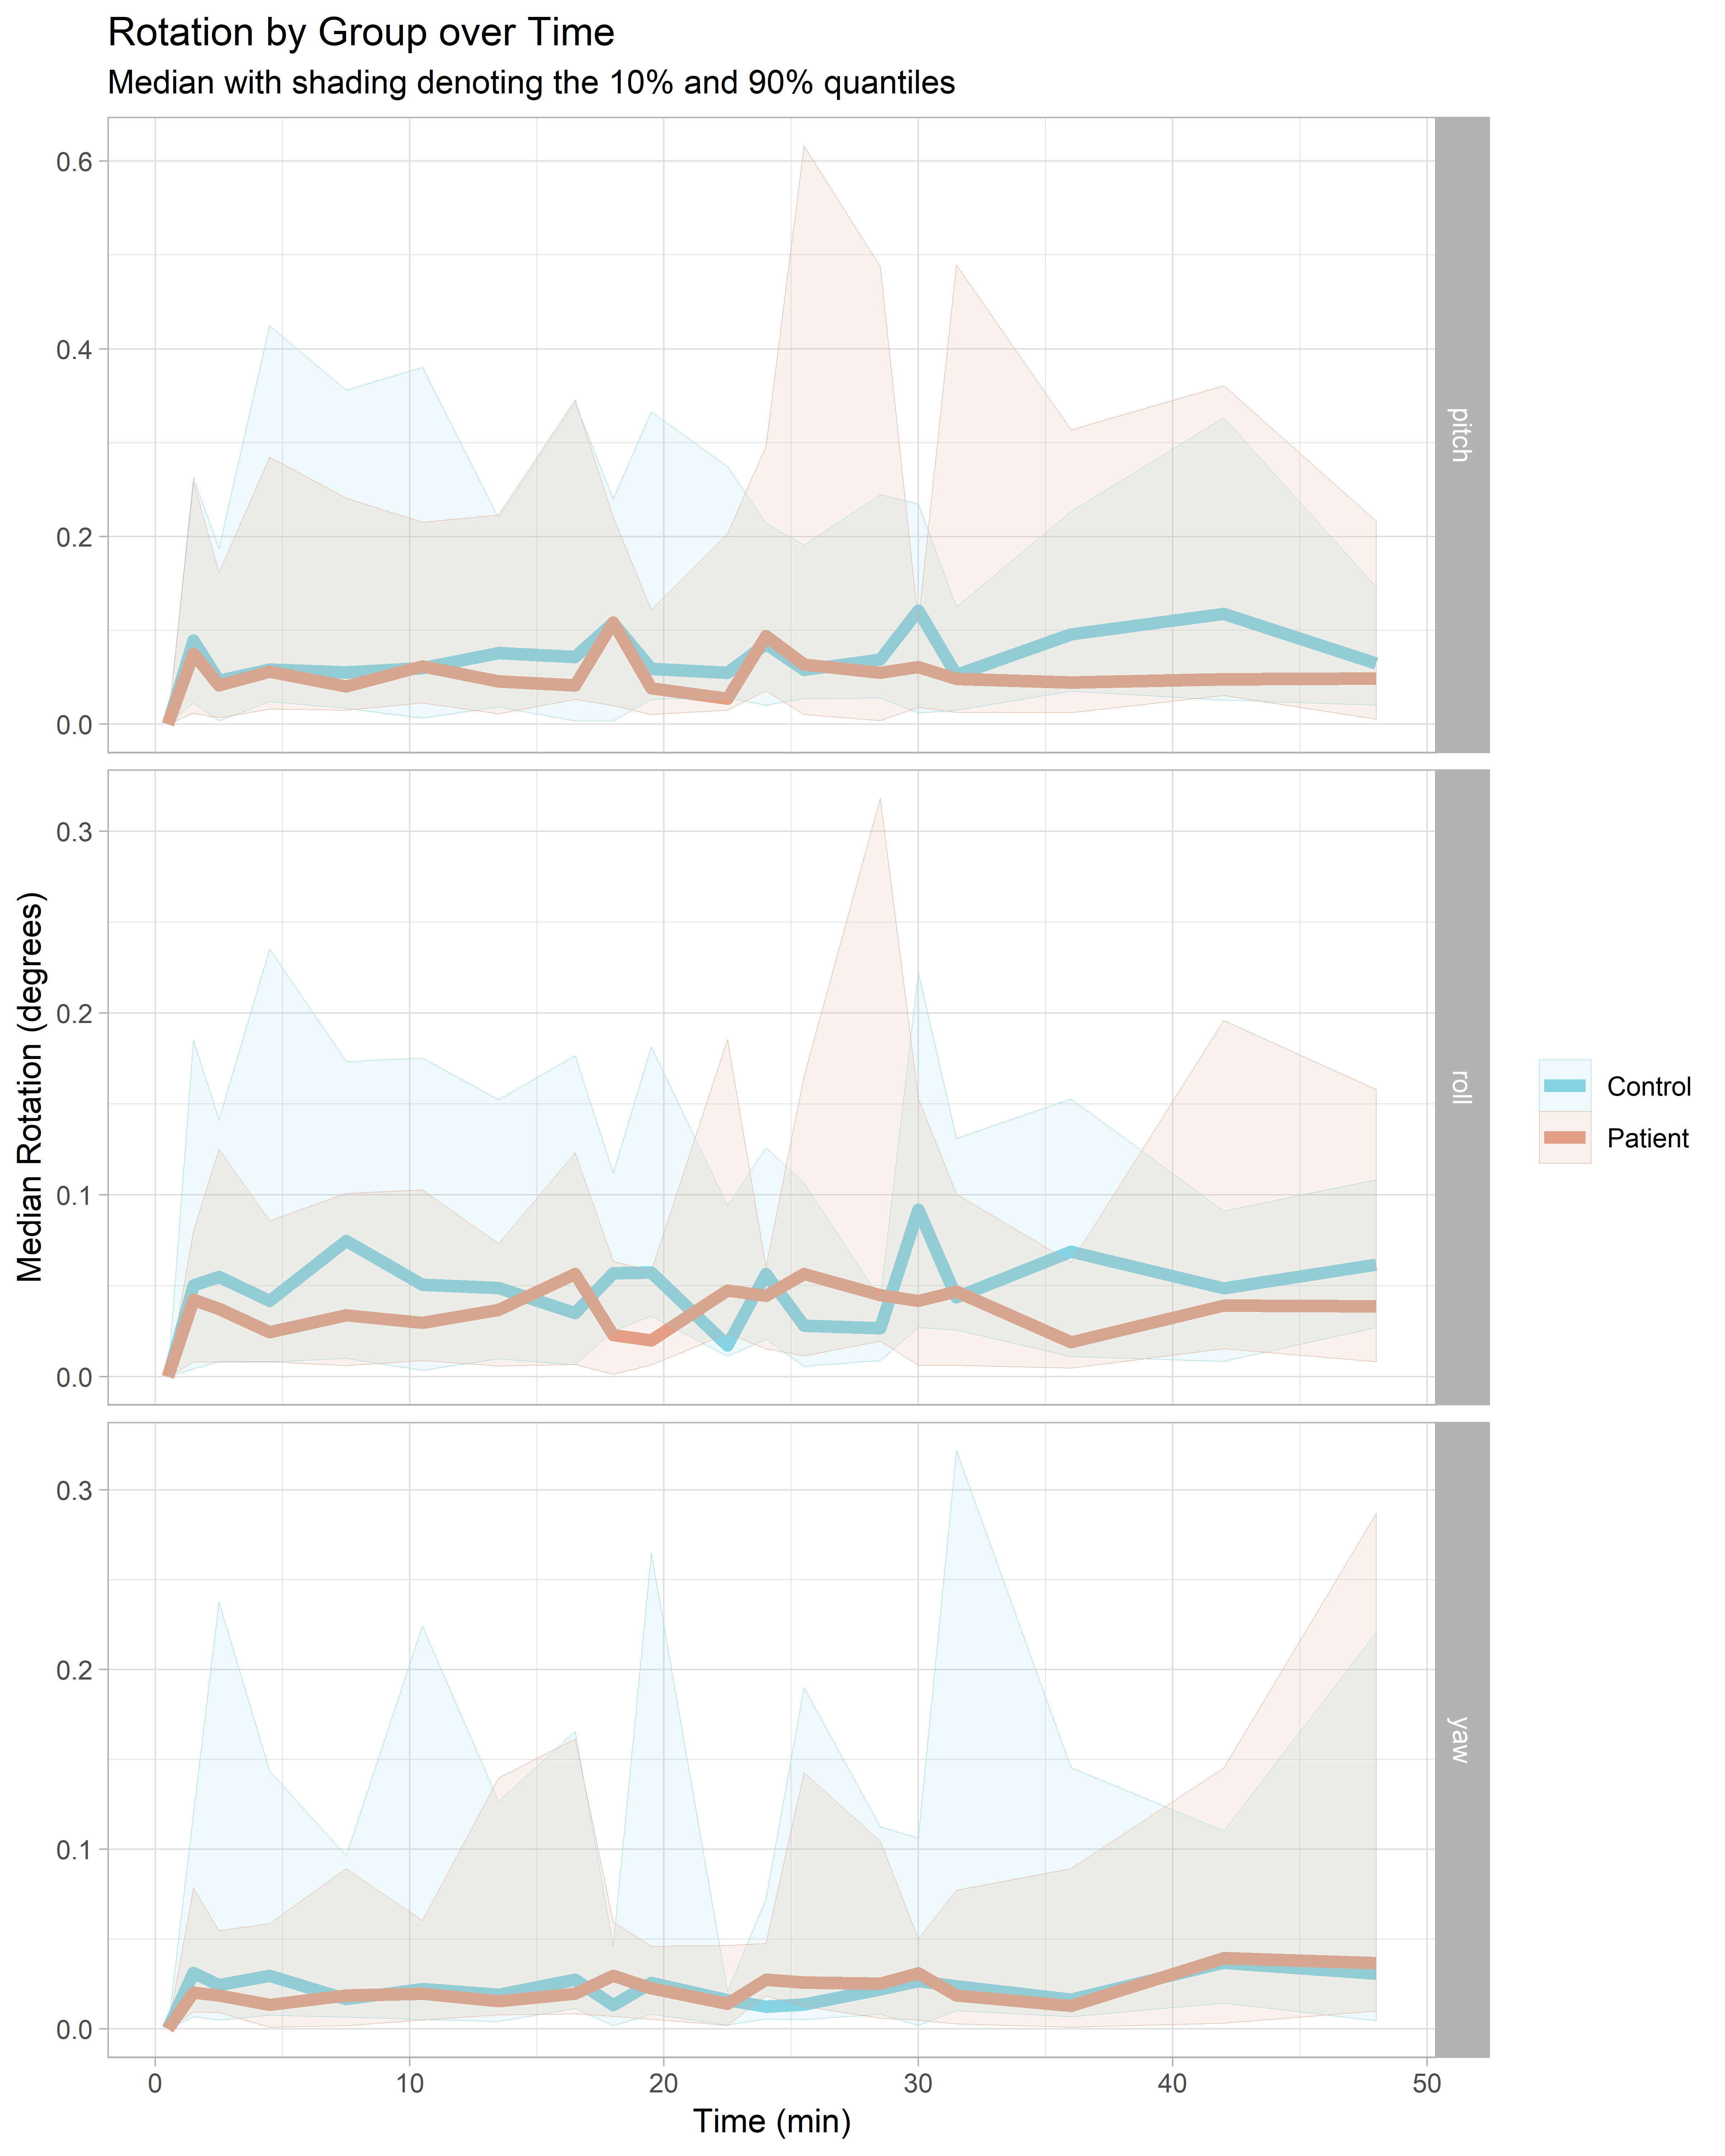 Rotation by Group over Time
Median with shading denoting the 10% and 90% quantiles
0.6
0.4
0.2
0.0
pitch
0.3
0.2
0.1
0.0
roll
Median Rotation (degrees)
Control
Patient
0.3
0.2
0.1
0.0
yaw
0 10 20 30 40 50
Time (min)